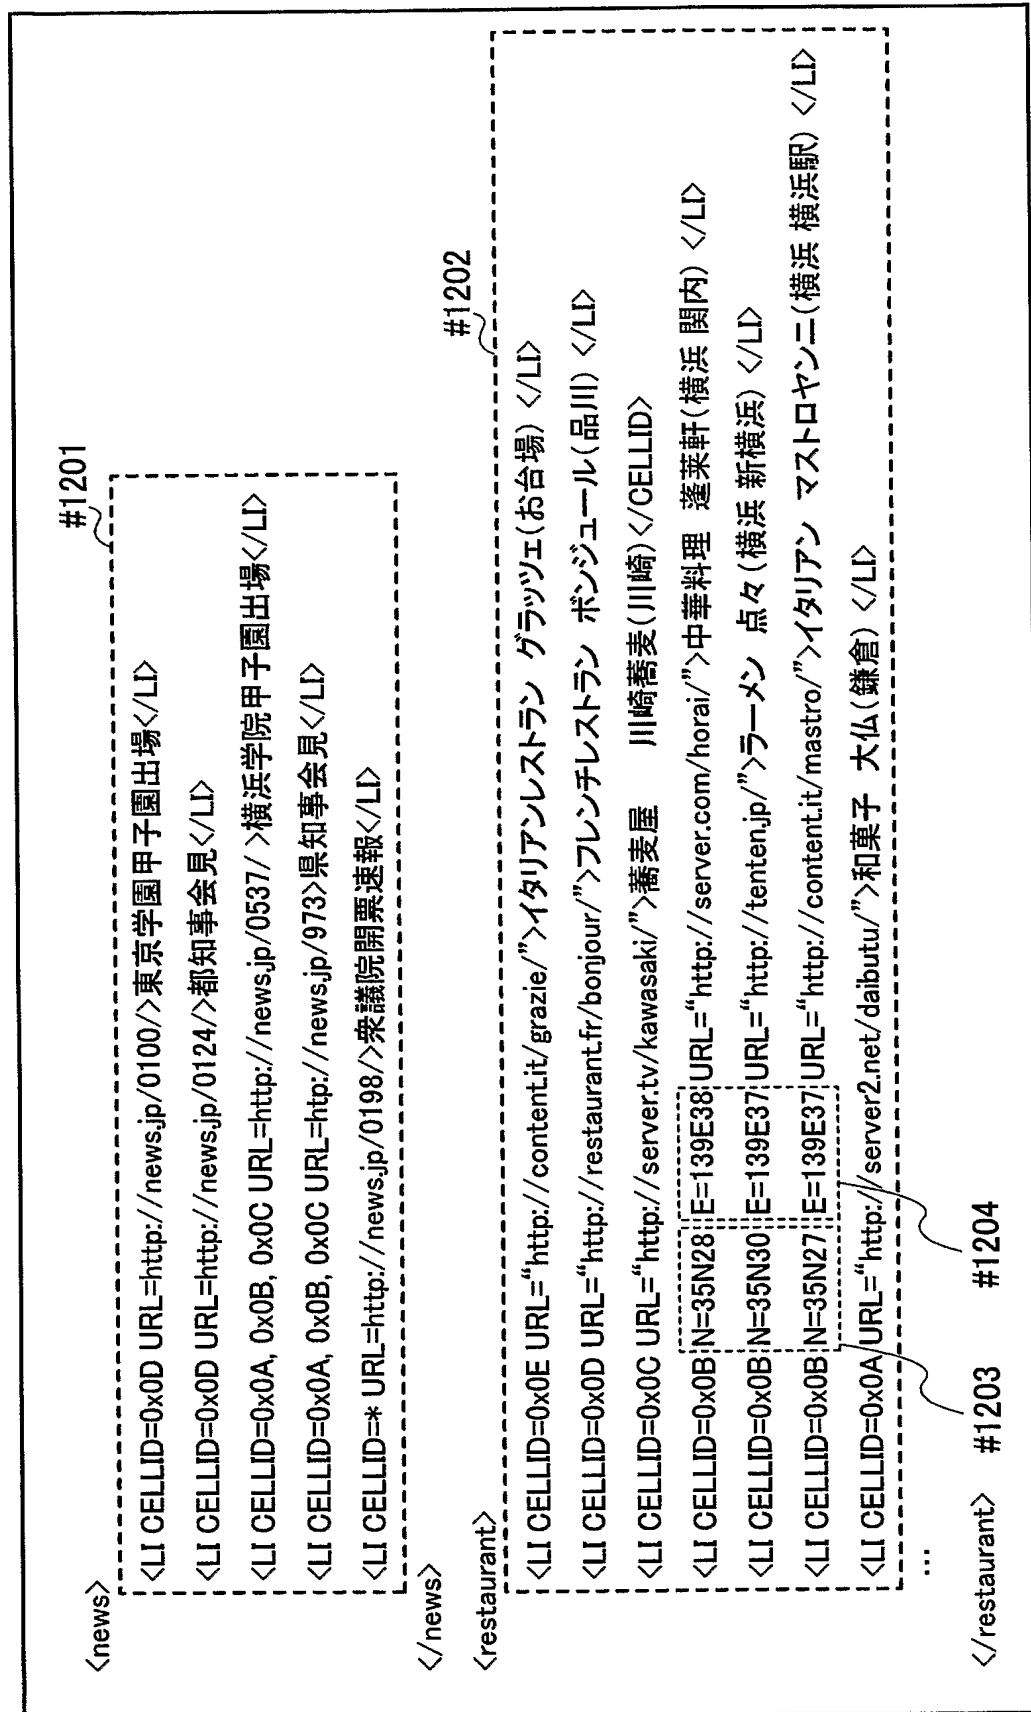 <news>
#1201
<LI CELLID=0x0D URL=http://news.jp/0100/>東京学園甲子園出場</LI>
<LI CELLID=0x0D URL=http://news.jp/0124/>都知事会見</LI>
<LI CELLID=0x0A, 0x0B, 0x0C URL=http://news.jp/0537/ >横浜学院甲子園出場</LI>
<LI CELLID=0x0A, 0x0B, 0x0C URL=http://news.jp/973>県知事会見</LI>
<LI CELLID=* URL=http://news.jp/0198/>衆議院開票速報</LI>
</news>
#1202
<restaurant>
<LI CELLID=0x0E URL=“http://content.it/grazie/”>イタリアンレストラン グラッツェ(お台場) </LI>
<LI CELLID=0x0D URL=“http://restaurant.fr/bonjour/”>フレンチレストラン ボンジュール(品川) </LI>
<LI CELLID=0x0C URL=“http://server.tv/kawasaki/”>蕎麦屋 川崎蕎麦(川崎)</CELLID>
<LI CELLID=0x0B N=35N28 E=139E38 URL=“http://server.com/horai/”>中華料理 蓬莱軒(横浜 関内) </LI>
<LI CELLID=0x0B N=35N30 E=139E37 URL=“http://tenten.jp/”>ラーメン 点々(横浜 新横浜) </LI>
<LI CELLID=0x0B N=35N27 E=139E37 URL=“http://content.it/mastro/”>イタリアン マストロヤンニ(横浜 横浜駅) </LI>
<LI CELLID=0x0A URL=“http://server2.net/daibutu/”>和菓子 大仏(鎌倉) </LI>
...
</restaurant>
#1203
#1204